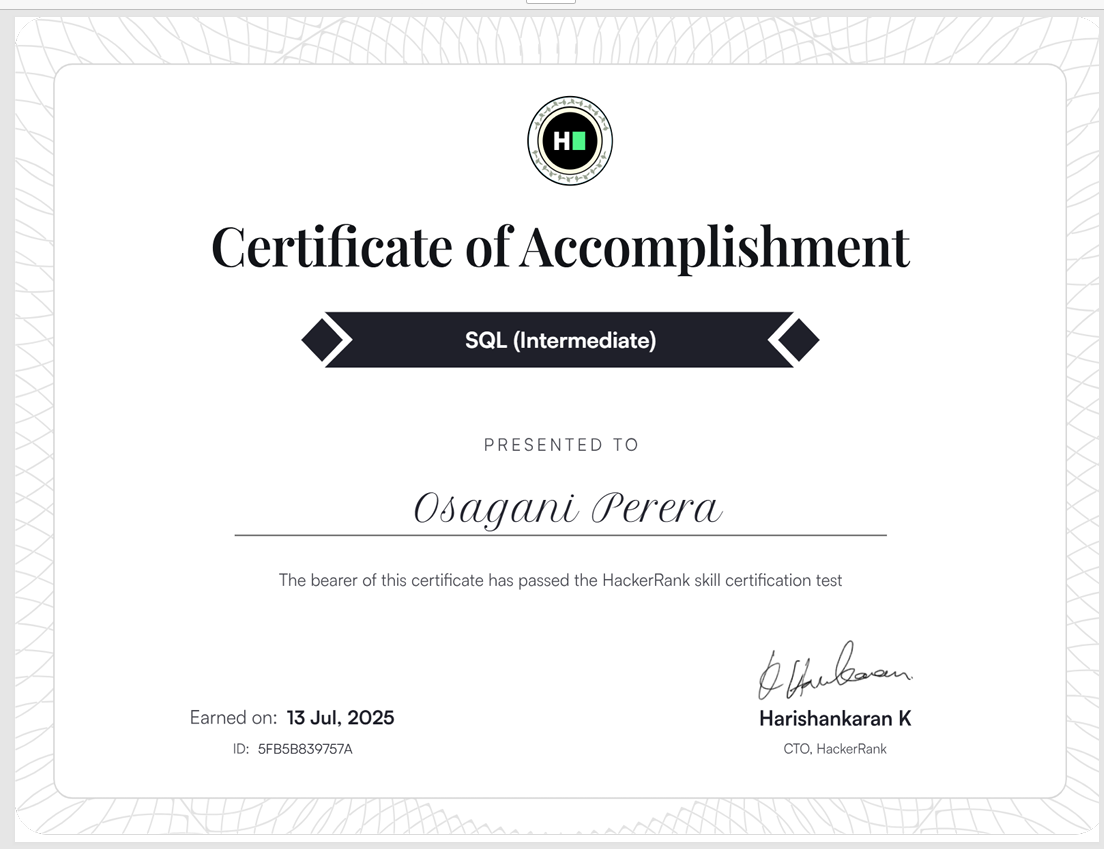 H
Certificate of Accomplishment
SQL (Intermediate)
PRESENTED TO
Osagani Perera
The bearer of this certificate has passed the HackerRank skill certification test
Earned on: 13 Jul, 2025
ID: 5FB5B839757A
Harishankaran K
CTO, HackerRank